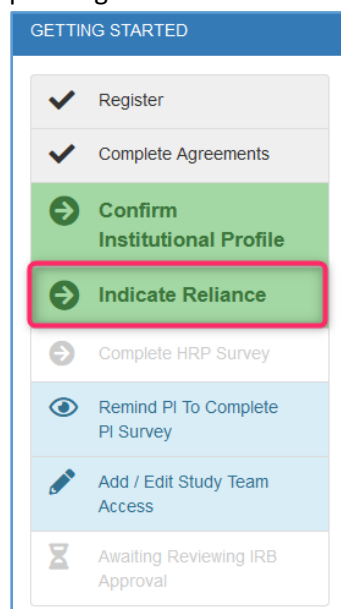 GETTING STARTED
Register
Complete Agreements
Confirm
Institutional Profile
Indicate Reliance
Complete HRP Survey
Remind PI To Complete
PI Survey
Add / Edit Study Team
Access
Awaiting Reviewing IRB
Approval